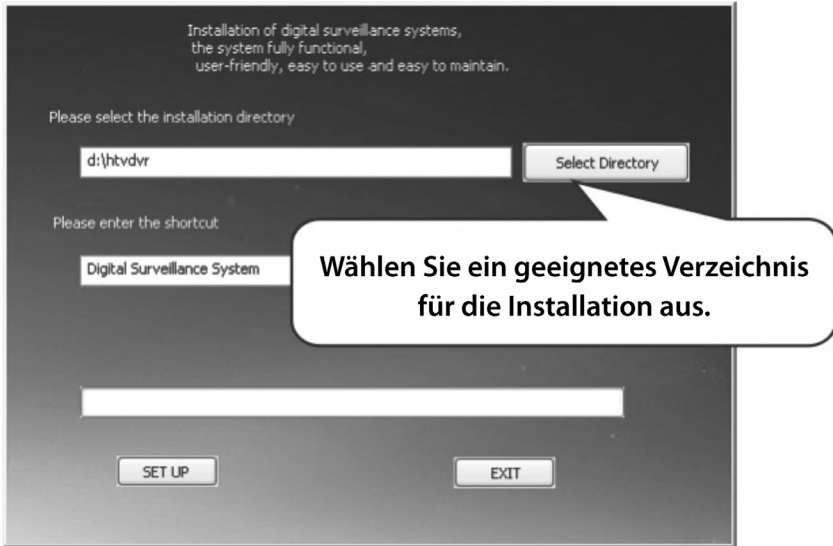 Installation of digital surveillance systems,
the system fully functional,
user-friendly, easy to use and easy to maintain.
Please select the installation directory
d:\htvdvr
Select Directory
Please enter the shortcut
Digital Surveillance System
Wählen Sie ein geeignetes Verzeichnis
für die Installation aus.
SET UP
EXIT